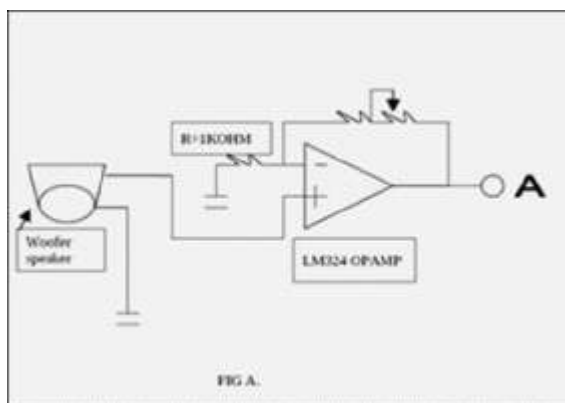 R=1KOHM
A
Woofer
speaker
LM324 OPAMP
FIG A.